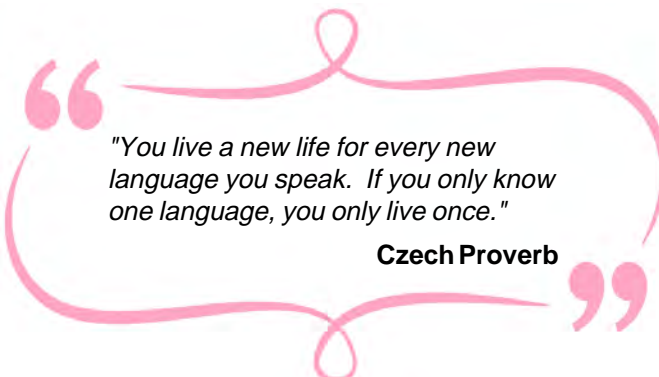 "You live a new life for every new
language you speak.  If you only know
one language, you only live once."
Czech Proverb